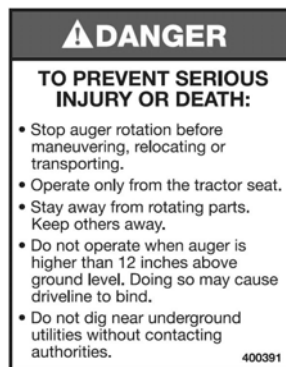 DANGER
TO PREVENT SERIOUS
INJURY OR DEATH:
• Stop auger rotation before
maneuvering, relocating or
transporting.
• Operate only from the tractor seat.
• Stay away from rotating parts.
Keep others away.
• Do not operate when auger is
higher than 12 inches above
ground level. Doing so may cause
driveline to bind.
• Do not dig near underground
utilities without contacting
authorities.
400391